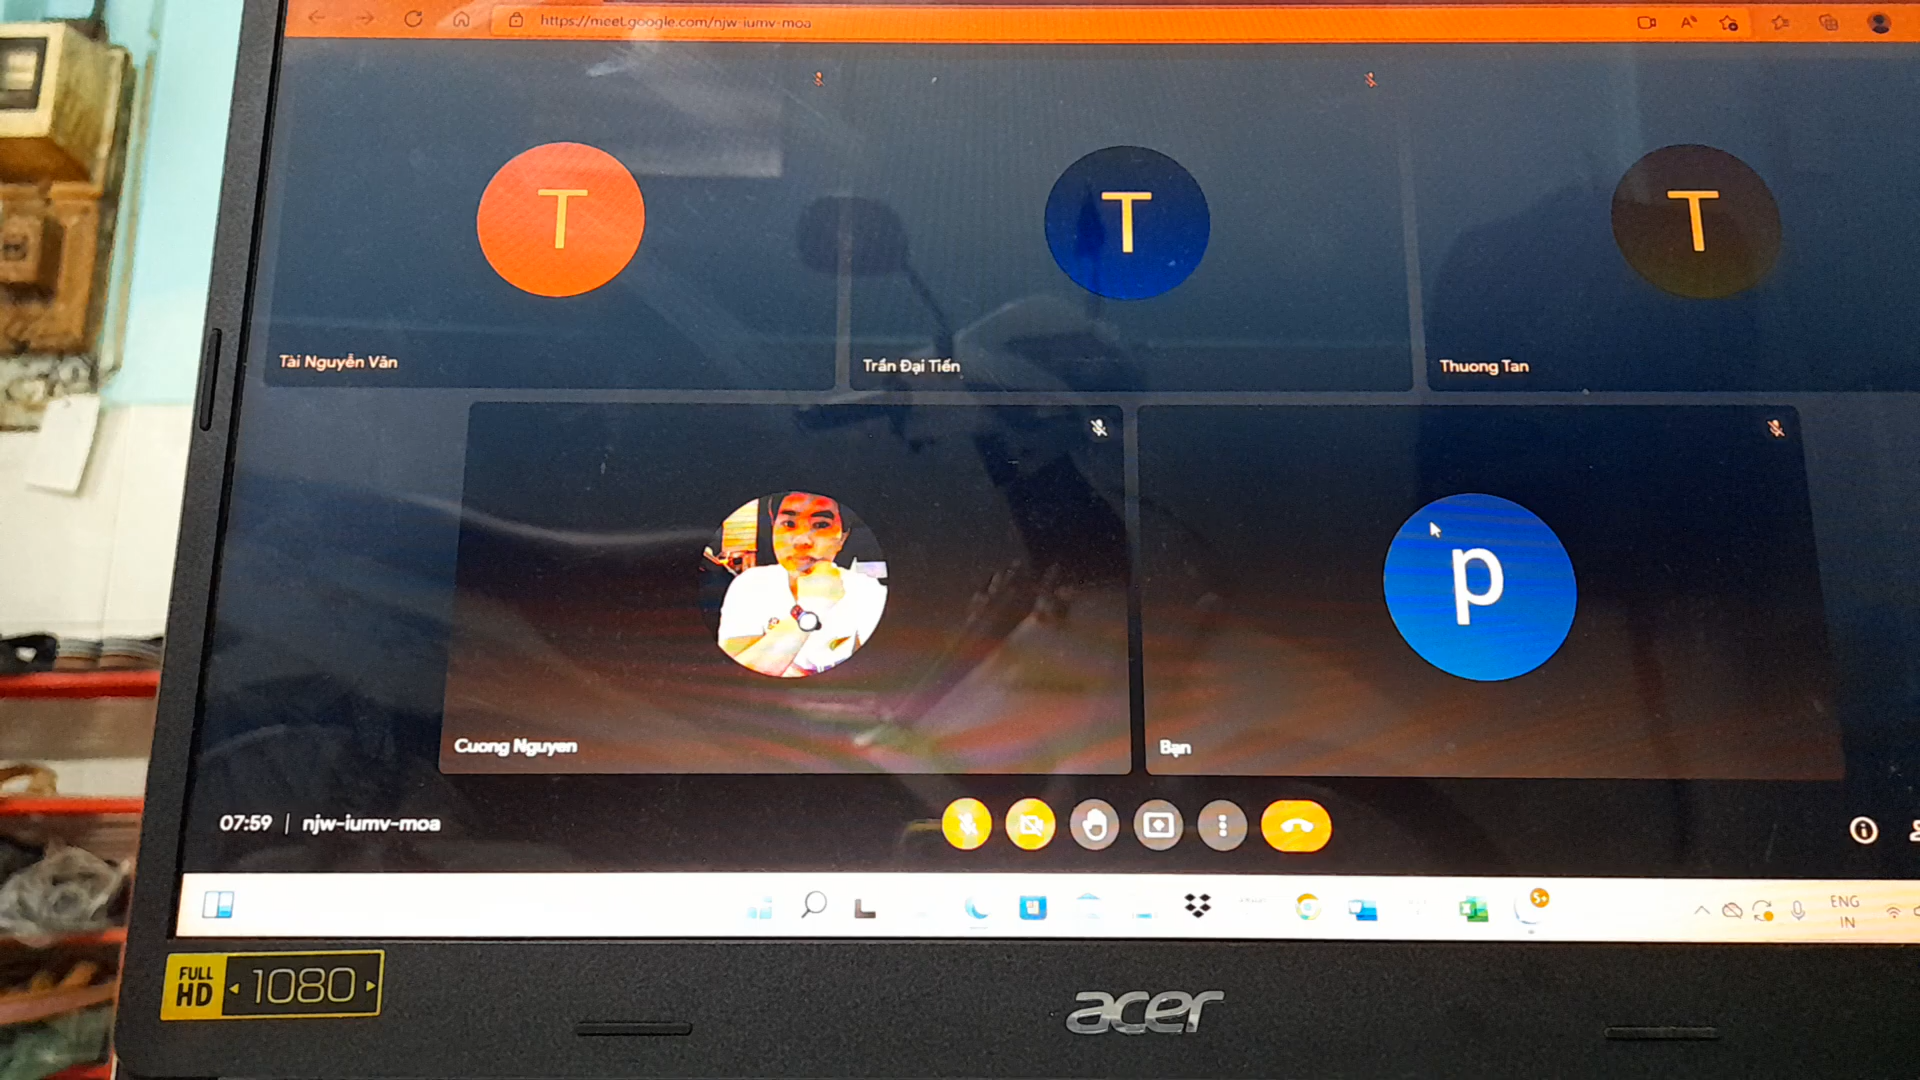 https://meet.google.com/njw-iumv-moa
T
T
T
Tài Nguyễn Văn
Trần Đại Tiến
Thuong Tan
p
Cuong Nguyen
Bạn
07:59 | njw-iumv-moa
5+
ENG
IN
FULL
HD
1080
acer